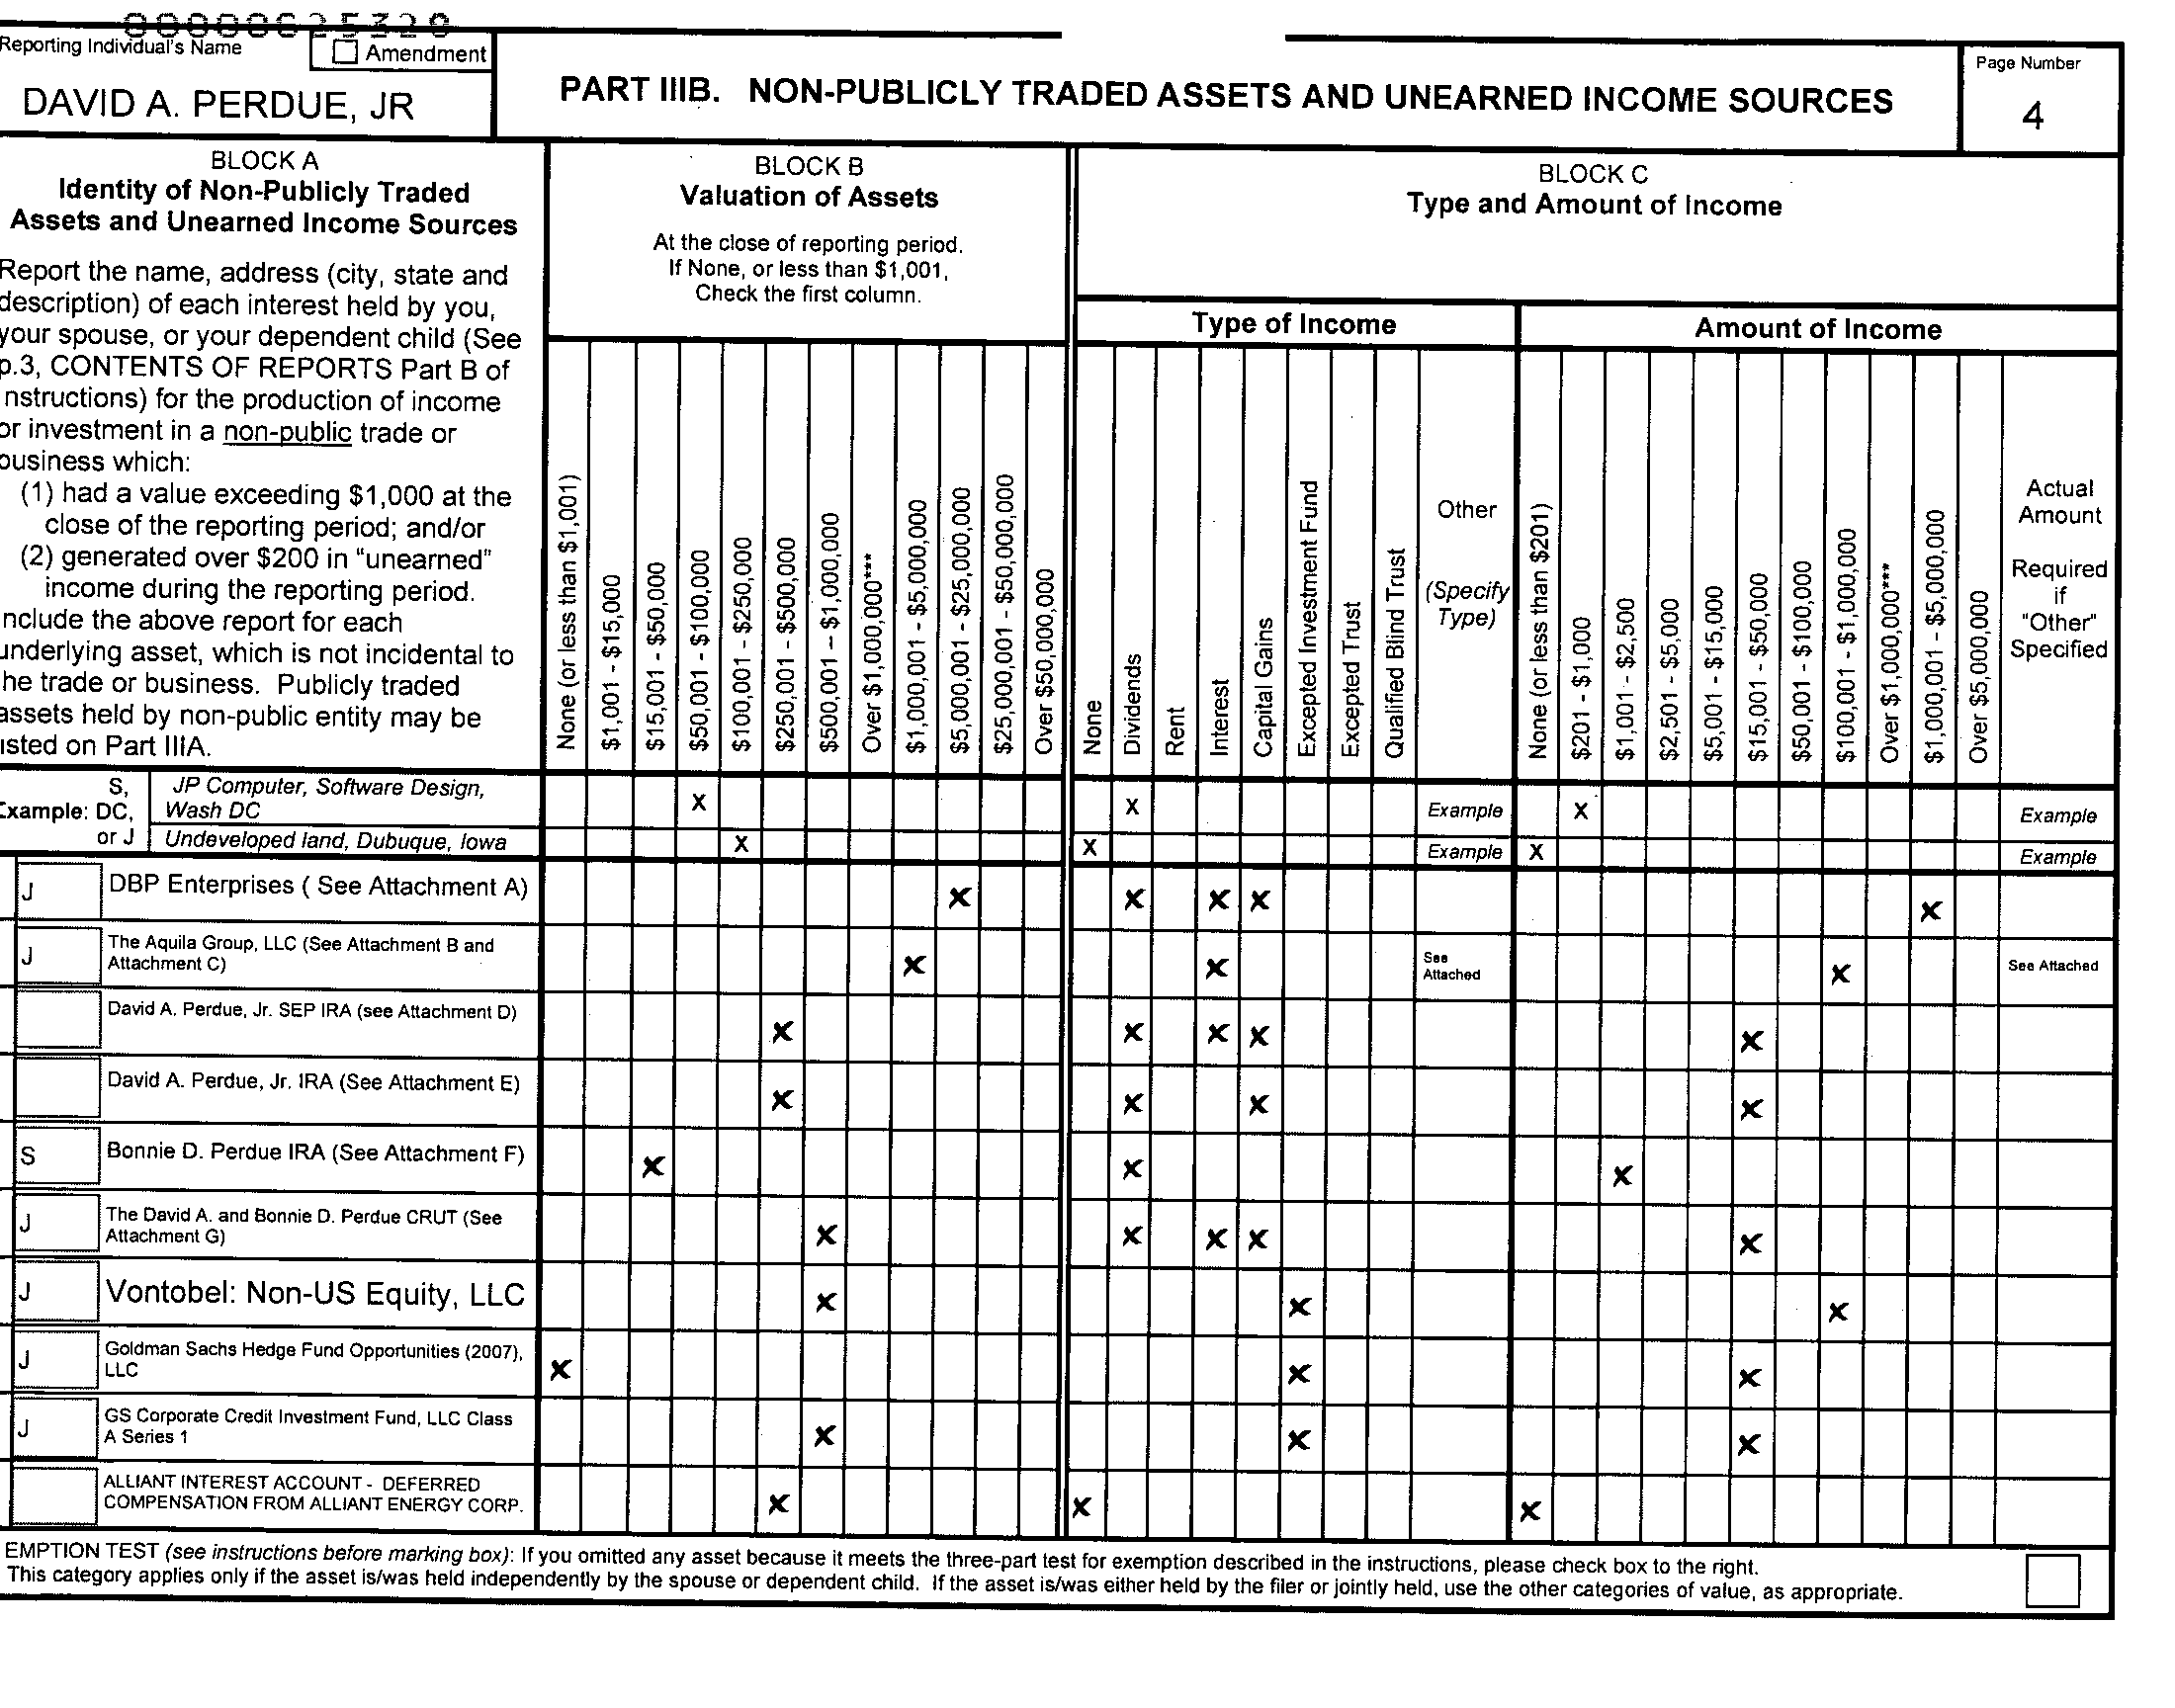 00000625320
Reporting Individual's Name
Amendment
DAVID A. PERDUE, JR
PART IIIB. NON-PUBLICLY TRADED ASSETS AND UNEARNED INCOME SOURCES
Page Number
4
BLOCK A
Identity of Non-Publicly Traded
Assets and Unearned Income Sources
Report the name, address (city, state and
description) of each interest held by you,
your spouse, or your dependent child (See
p.3, CONTENTS OF REPORTS Part B of
nstructions) for the production of income
or investment in a non-public trade or
business which:
(1) had a value exceeding $1,000 at the
close of the reporting period; and/or
(2) generated over $200 in "unearned"
income during the reporting period.
nclude the above report for each
underlying asset, which is not incidental to
he trade or business. Publicly traded
assets held by non-public entity may be
isted on Part IIIA.
BLOCK B
Valuation of Assets
At the close of reporting period.
If None, or less than $1,001,
Check the first column.
None (or less than $1,001)
$1,001 - $15,000
$15,001 - $50,000
$50,001 - $100,000
$100,001 - $250,000
$250,001 - $500,000
$500,001 - $1,000,000
Over $1,000,000***
$1,000,001 - $5,000,000
$5,000,001 - $25,000,000
$25,000,001 - $50,000,000
Over $50,000,000
BLOCK C
Type and Amount of Income
Type of Income
None
Dividends
Rent
Interest
Capital Gains
Excepted Investment Fund
Excepted Trust
Qualified Blind Trust
Other
(Specify
Type)
Amount of Income
None (or less than $201)
$201 - $1,000
$1,001 - $2,500
$2,501 - $5,000
$5,001 - $15,000
$15,001 - $50,000
$50,001 - $100,000
$100,001 - $1,000,000
Over $1,000,000***
$1,000,001 - $5,000,000
Over $5,000,000
Actual
Amount
Required
if
"Other"
Specified
S,
Example: DC,
or J
JP Computer, Software Design,
Wash DC
X X Example X Example
Undeveloped land, Dubuque, Iowa X X Example X Example
J DBP Enterprises ( See Attachment A) X X X X X
J The Aquila Group, LLC (See Attachment B and
Attachment C) X X See
Attached X See Attached
David A. Perdue, Jr. SEP IRA (see Attachment D) X X X X X
David A. Perdue, Jr. IRA (See Attachment E) X X X X
S Bonnie D. Perdue IRA (See Attachment F) X X X
J The David A. and Bonnie D. Perdue CRUT (See
Attachment G) X X X X X
J Vontobel: Non-US Equity, LLC X X X
J Goldman Sachs Hedge Fund Opportunities (2007),
LLC X X X
J GS Corporate Credit Investment Fund, LLC Class
A Series 1 X X X
ALLIANT INTEREST ACCOUNT - DEFERRED
COMPENSATION FROM ALLIANT ENERGY CORP. X X X
EMPTION TEST (see instructions before marking box): If you omitted any asset because it meets the three-part test for exemption described in the instructions, please check box to the right.
This category applies only if the asset is/was held independently by the spouse or dependent child. If the asset is/was either held by the filer or jointly held, use the other categories of value, as appropriate.